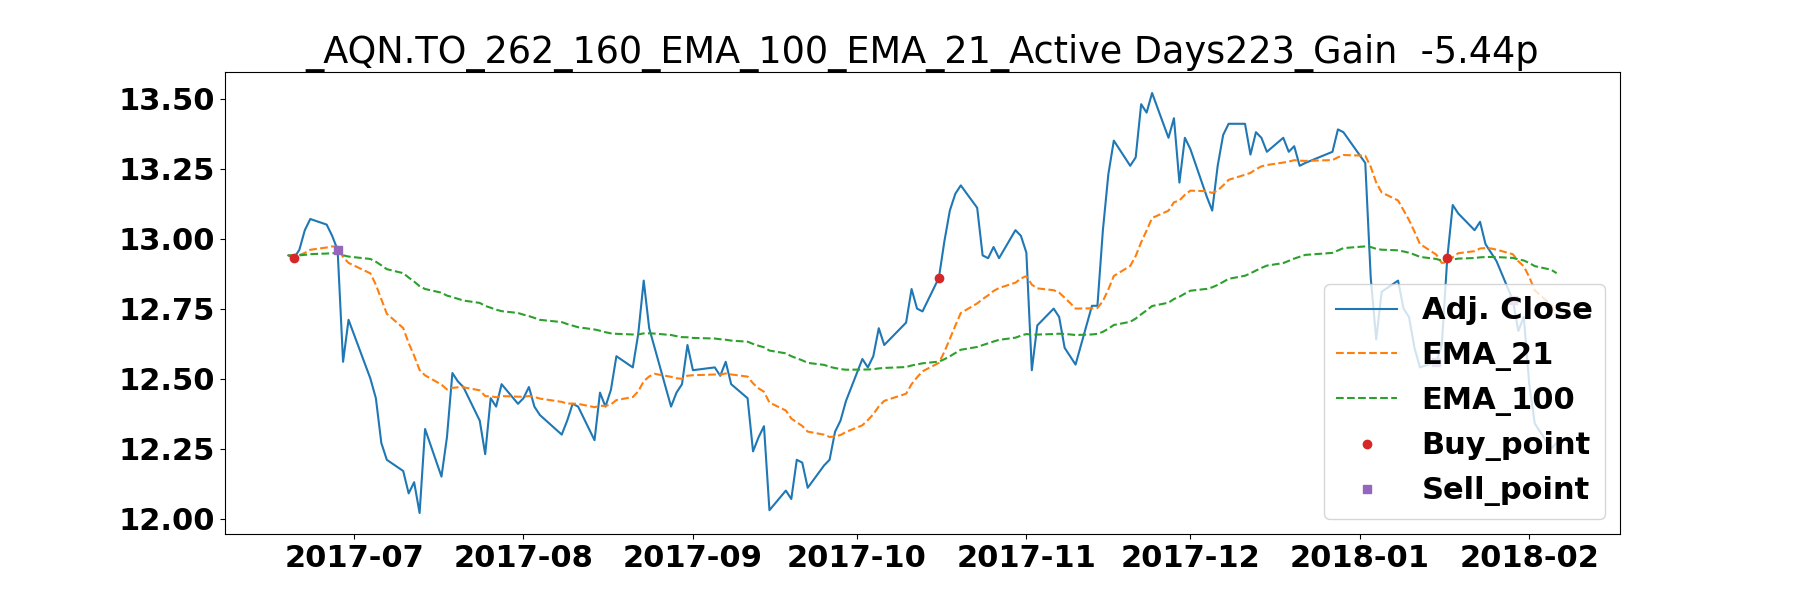 _AQN.TO_262_160_EMA_100_EMA_21_Active Days223_Gain  -5.44p
13.50
13.25
13.00
12.75
12.50
12.25
12.00
Adj. Close
EMA_21
EMA_100
Buy_point
Sell_point
2017-07 2017-08 2017-09 2017-10 2017-11 2017-12 2018-01 2018-02